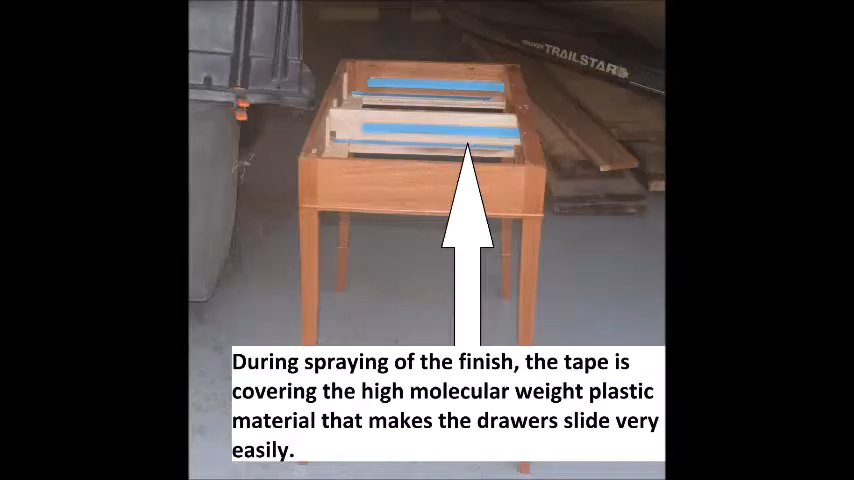 TRACKER TRAILSTAR
During spraying of the finish, the tape is
covering the high molecular weight plastic
material that makes the drawers slide very
easily.